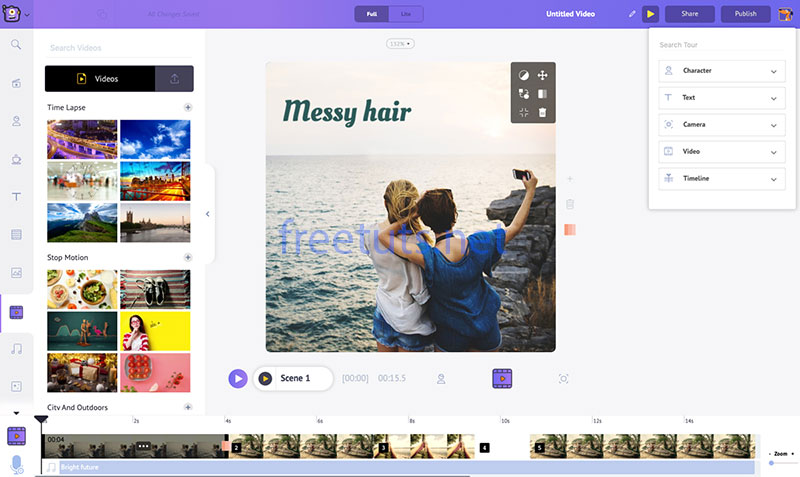 All Changes Saved
Full
Lite
Untitled Video
Share
Publish
Search Videos
Videos
Time Lapse
Stop Motion
City And Outdoors
132%
Messy hair
freetuts.net
Search Tour
Character
Text
Camera
Video
Timeline
Scene 1
[00:00]
00:15.5
0s
2s
4s
6s
8s
10s
12s
14s
00:04
2
3
4
5
Bright future
- Zoom +